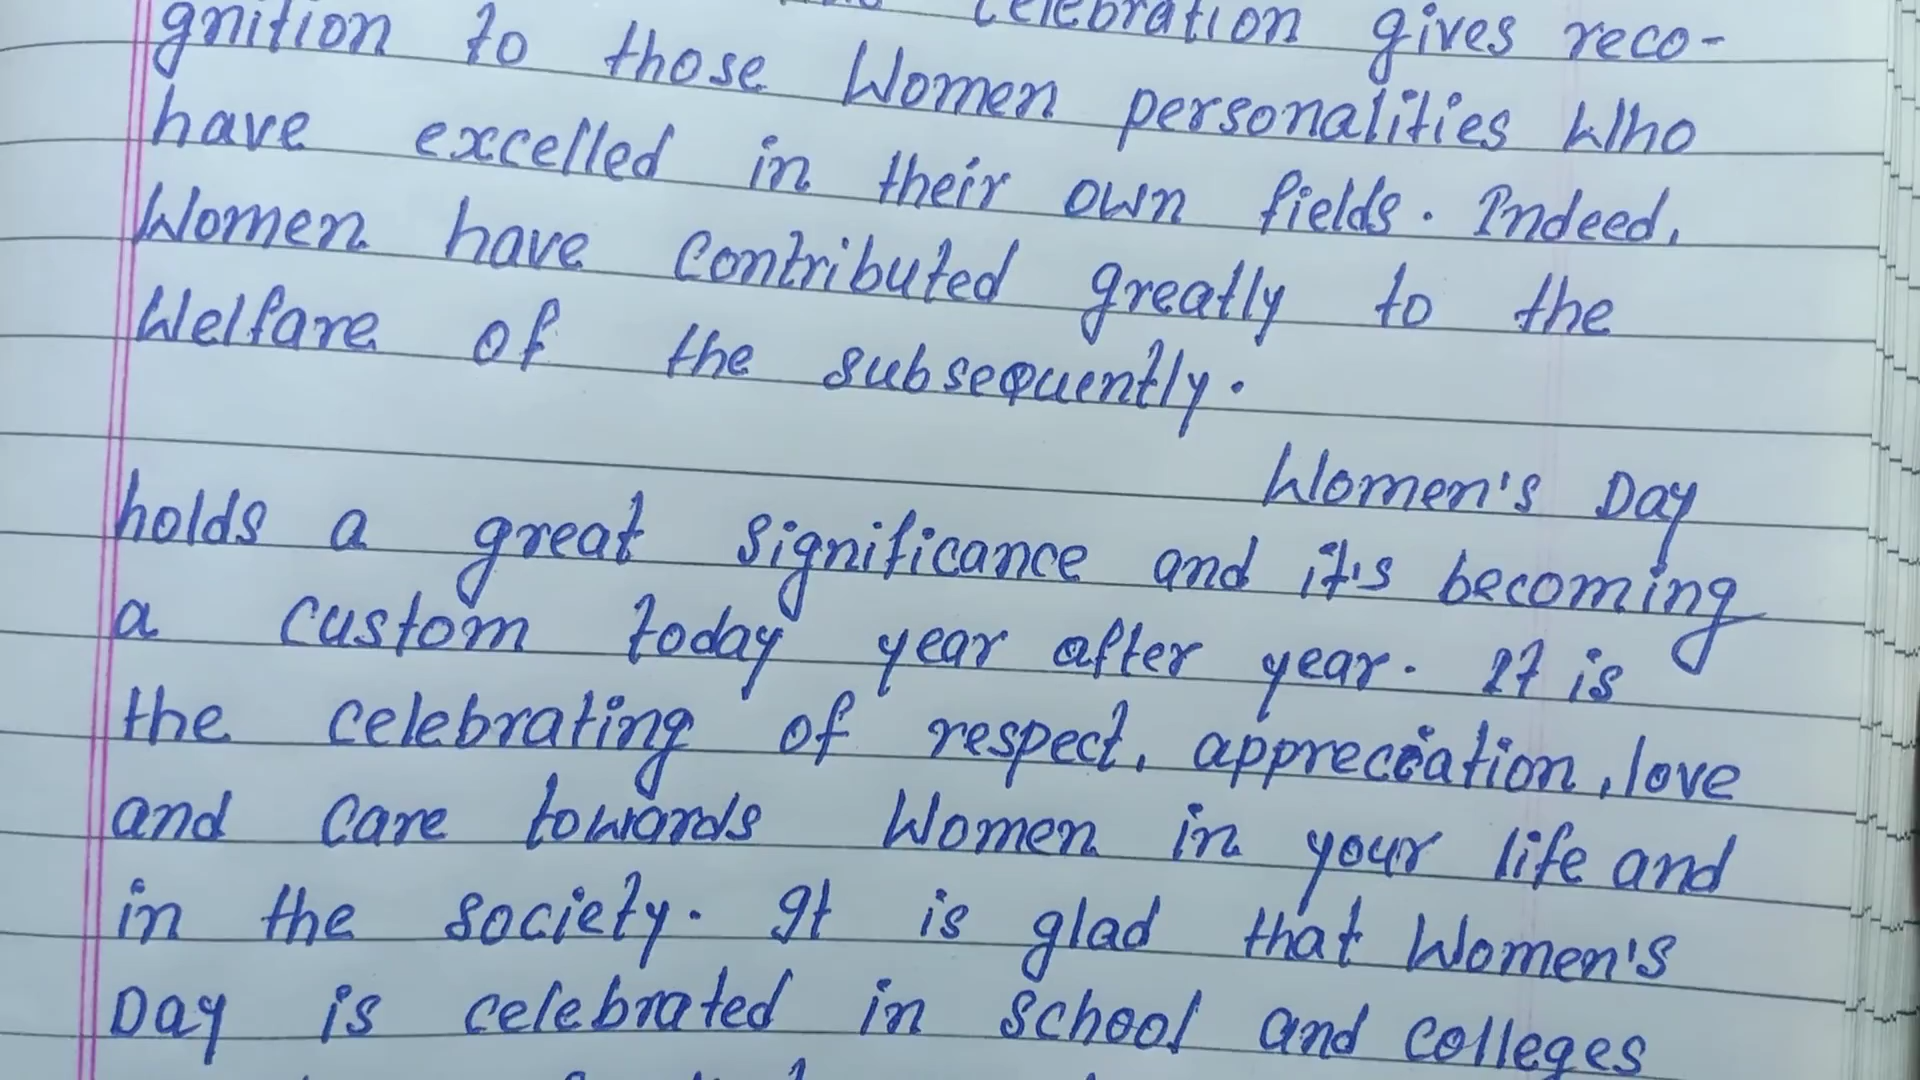 celebration gives reco-
gnition to those Women personalities Who
have excelled in their own fields. Indeed,
Women have contributed greatly to the
Welfare of the subsequently.
Women's Day
holds a great significance and it's becoming
a custom today year after year. It is
the celebrating of respect, appreciation, love
and care towards Women in your life and
in the society. It is glad that Women's
Day is celebrated in school and colleges